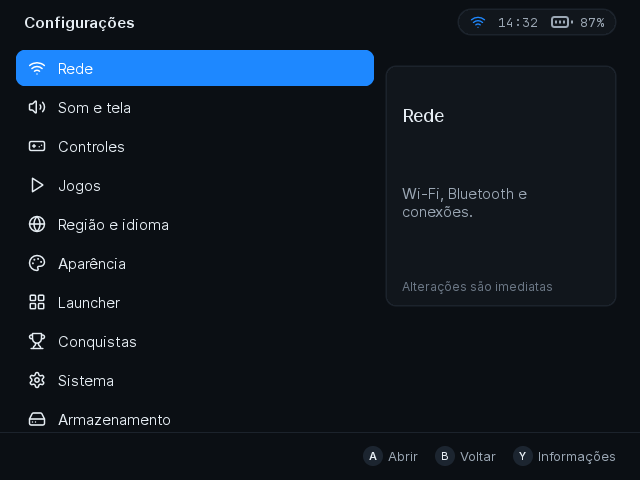 Configurações
14:32 87%
Rede
Som e tela
Controles
Jogos
Região e idioma
Aparência
Launcher
Conquistas
Sistema
Armazenamento
Rede
Wi-Fi, Bluetooth e
conexões.
Alterações são imediatas
A Abrir B Voltar Y Informações